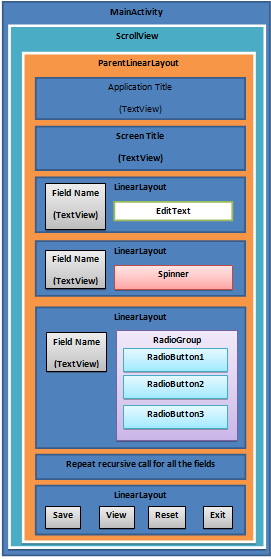 MainActivity
ScrollView
ParentLinearLayout
Application Title
(TextView)
Screen Title
(TextView)
LinearLayout
Field Name
(TextView)
EditText
LinearLayout
Field Name
(TextView)
Spinner
LinearLayout
Field Name
(TextView)
RadioGroup
RadioButton1
RadioButton2
RadioButton3
Repeat recursive call for all the fields
LinearLayout
Save View Reset Exit